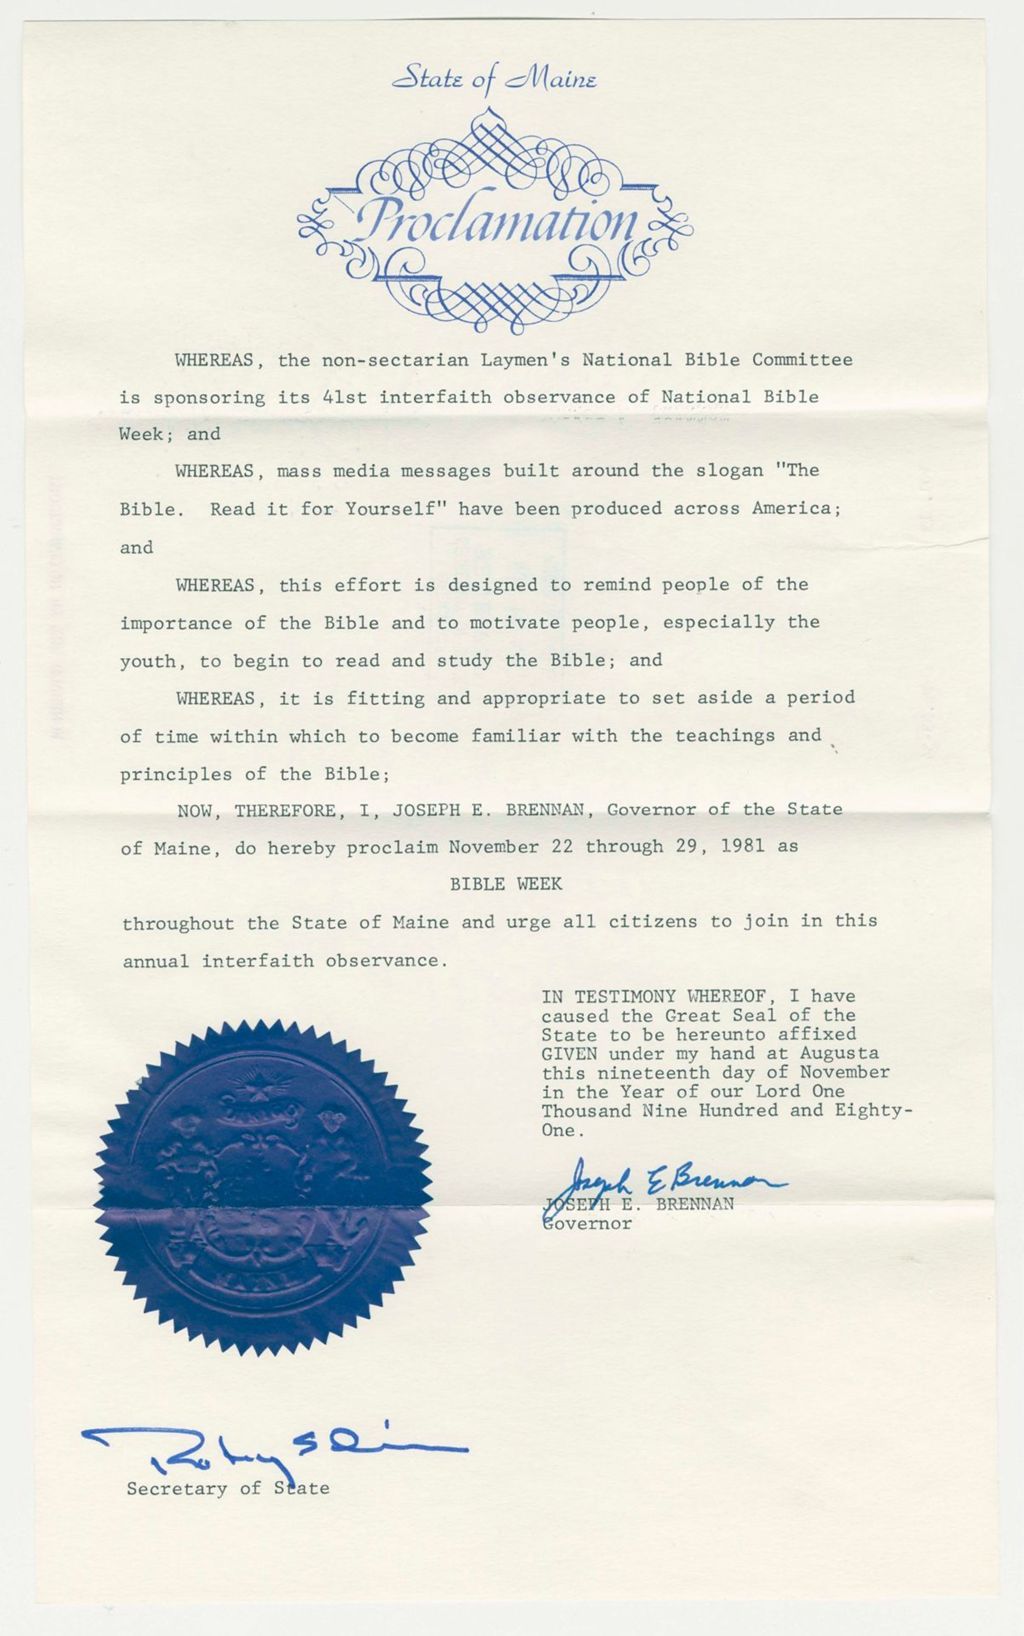 State of Maine
Proclamation
WHEREAS, the non-sectarian Laymen's National Bible Committee
is sponsoring its 41st interfaith observance of National Bible
Week; and
WHEREAS, mass media messages built around the slogan "The
Bible.  Read it for Yourself" have been produced across America;
and
WHEREAS, this effort is designed to remind people of the
importance of the Bible and to motivate people, especially the
youth, to begin to read and study the Bible; and
WHEREAS, it is fitting and appropriate to set aside a period
of time within which to become familiar with the teachings and
principles of the Bible;
NOW, THEREFORE, I, JOSEPH E. BRENNAN, Governor of the State
of Maine, do hereby proclaim November 22 through 29, 1981 as
BIBLE WEEK
throughout the State of Maine and urge all citizens to join in this
annual interfaith observance.
IN TESTIMONY WHEREOF, I have
caused the Great Seal of the
State to be hereunto affixed
GIVEN under my hand at Augusta
this nineteenth day of November
in the Year of our Lord One
Thousand Nine Hundred and Eighty-
One.
Joseph E Brennan
JOSEPH E. BRENNAN
Governor
Dirigo
MAINE
Secretary of State